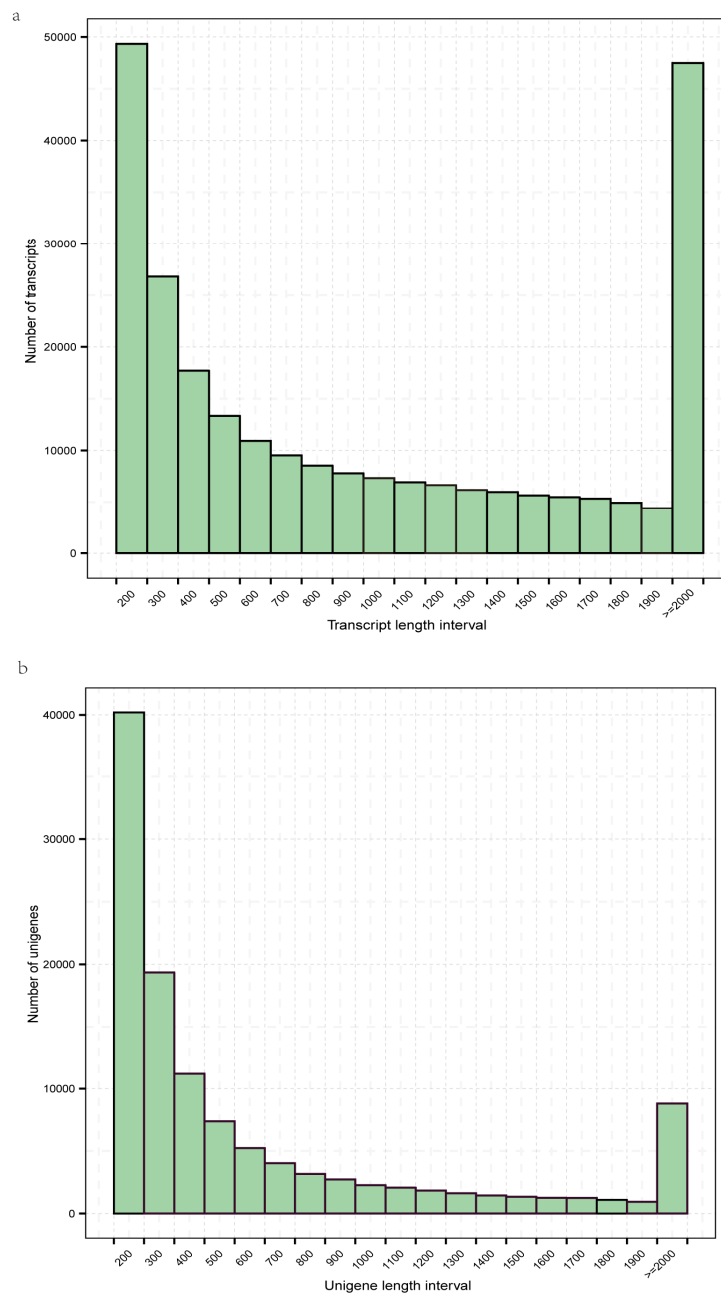 a
50000
40000
30000
20000
10000
0
Number of transcripts
200 300 400 500 600 700 800 900 1000 1100 1200 1300 1400 1500 1600 1700 1800 1900 >=2000
Transcript length interval
b
40000
30000
20000
10000
0
Number of unigenes
200 300 400 500 600 700 800 900 1000 1100 1200 1300 1400 1500 1600 1700 1800 1900 >=2000
Unigene length interval